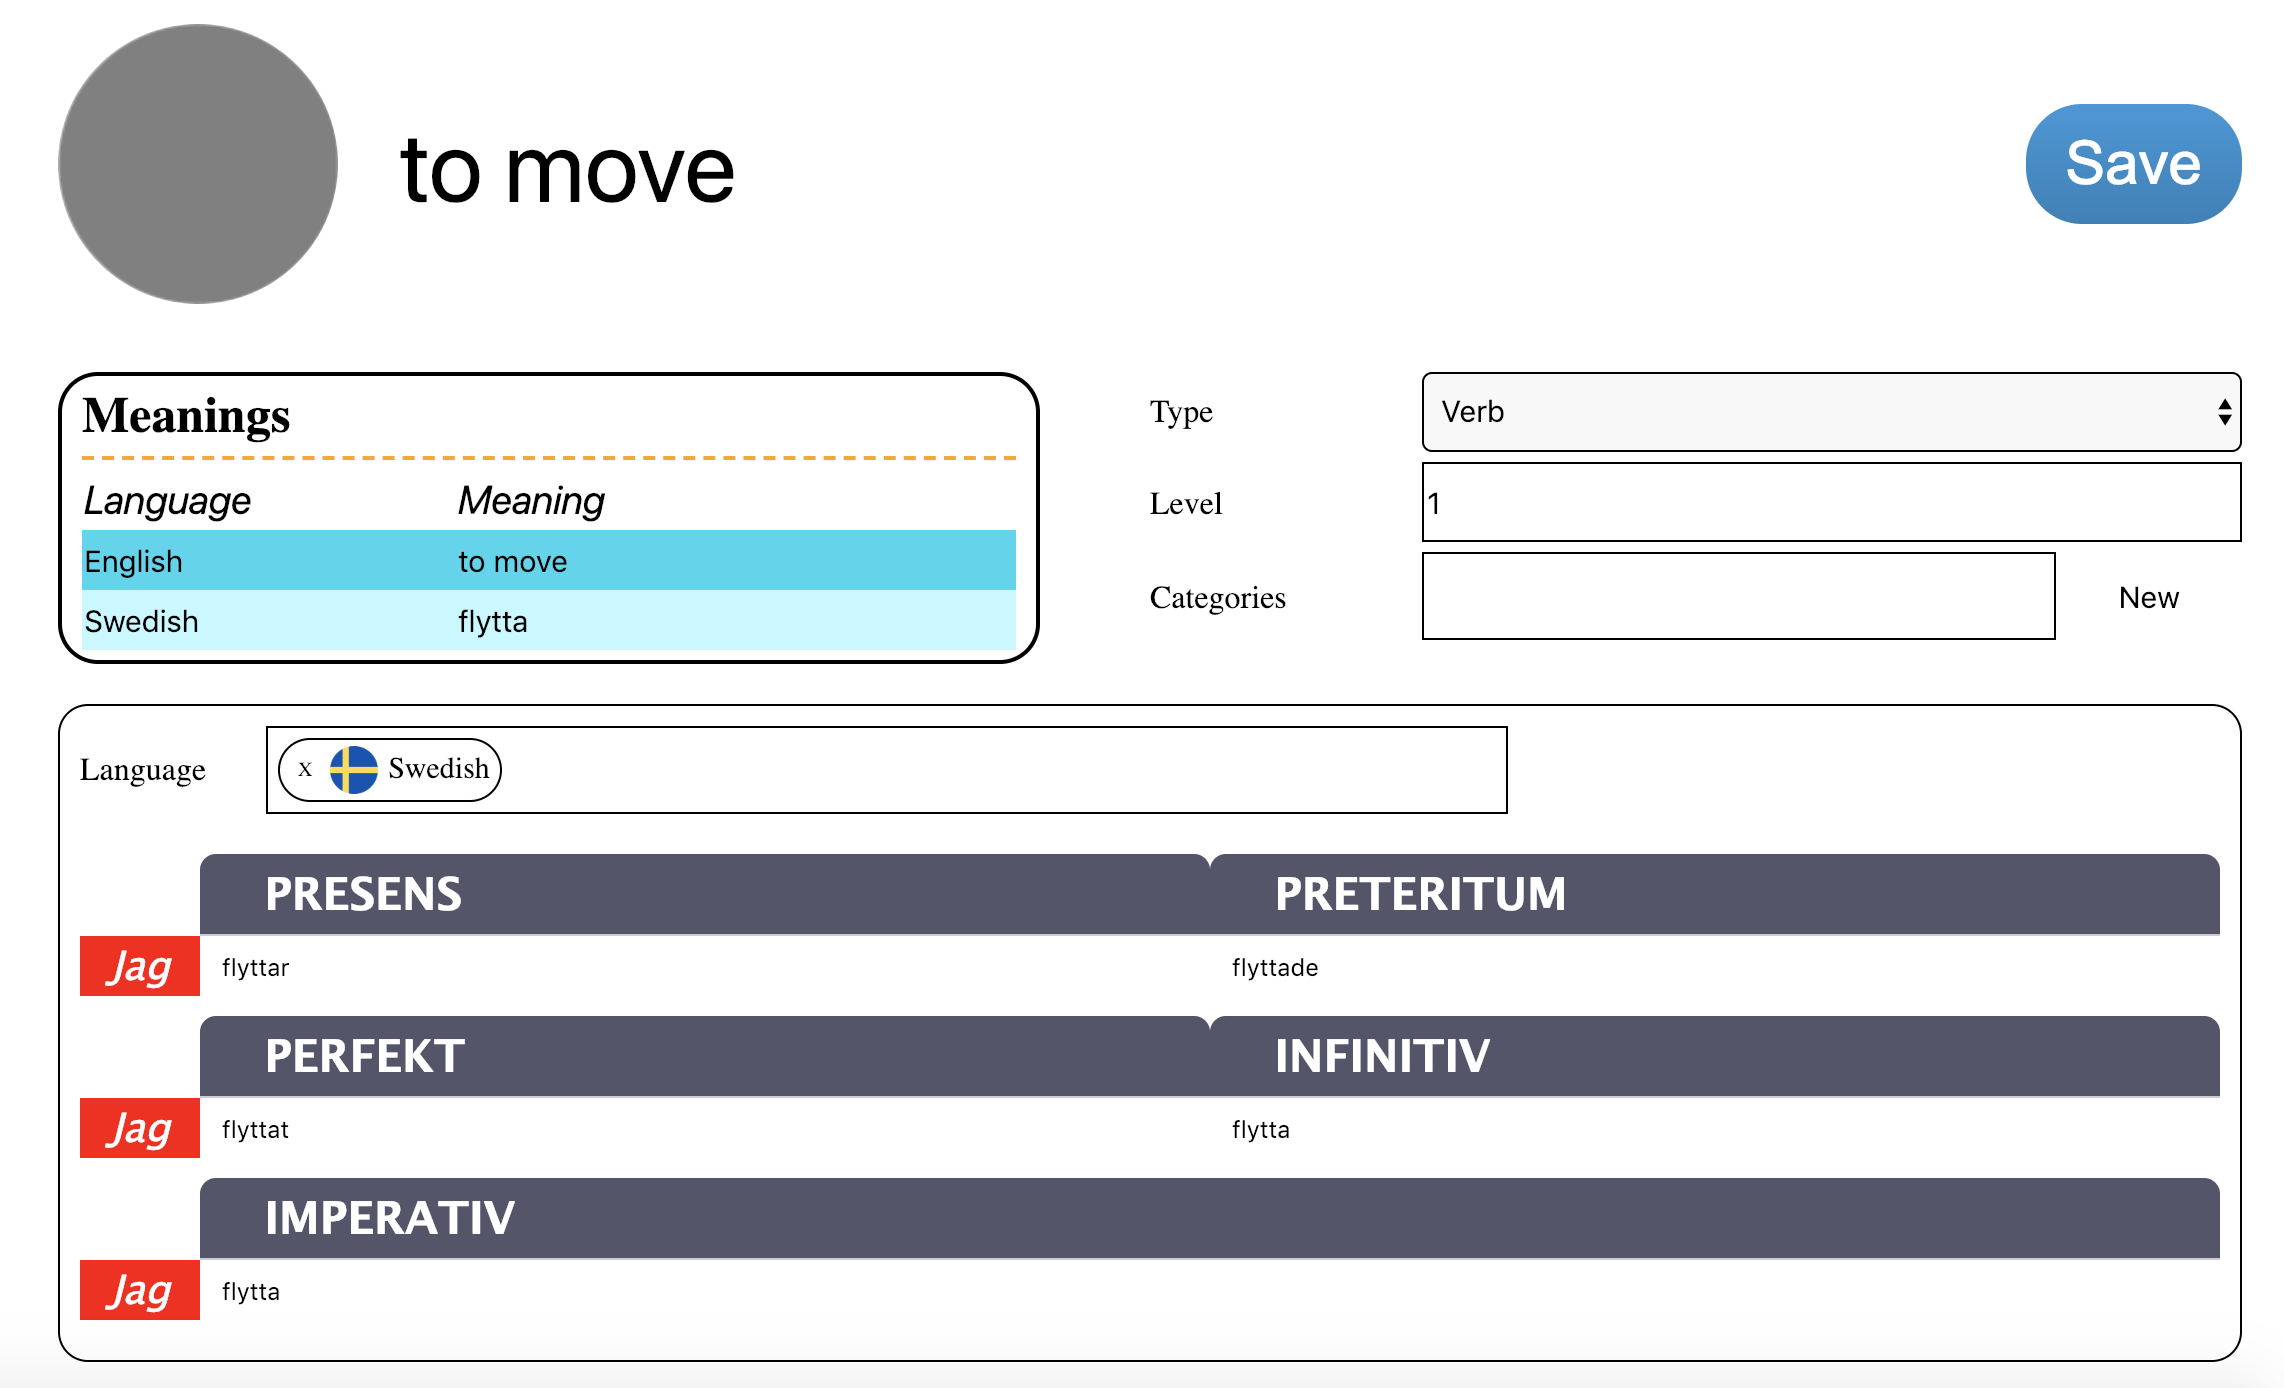 to move
Save
Meanings
Language Meaning
English to move
Swedish flytta
Type Verb
Level 1
Categories New
Language x Swedish
PRESENS PRETERITUM
Jag flyttar flyttade
PERFEKT INFINITIV
Jag flyttat flytta
IMPERATIV
Jag flytta